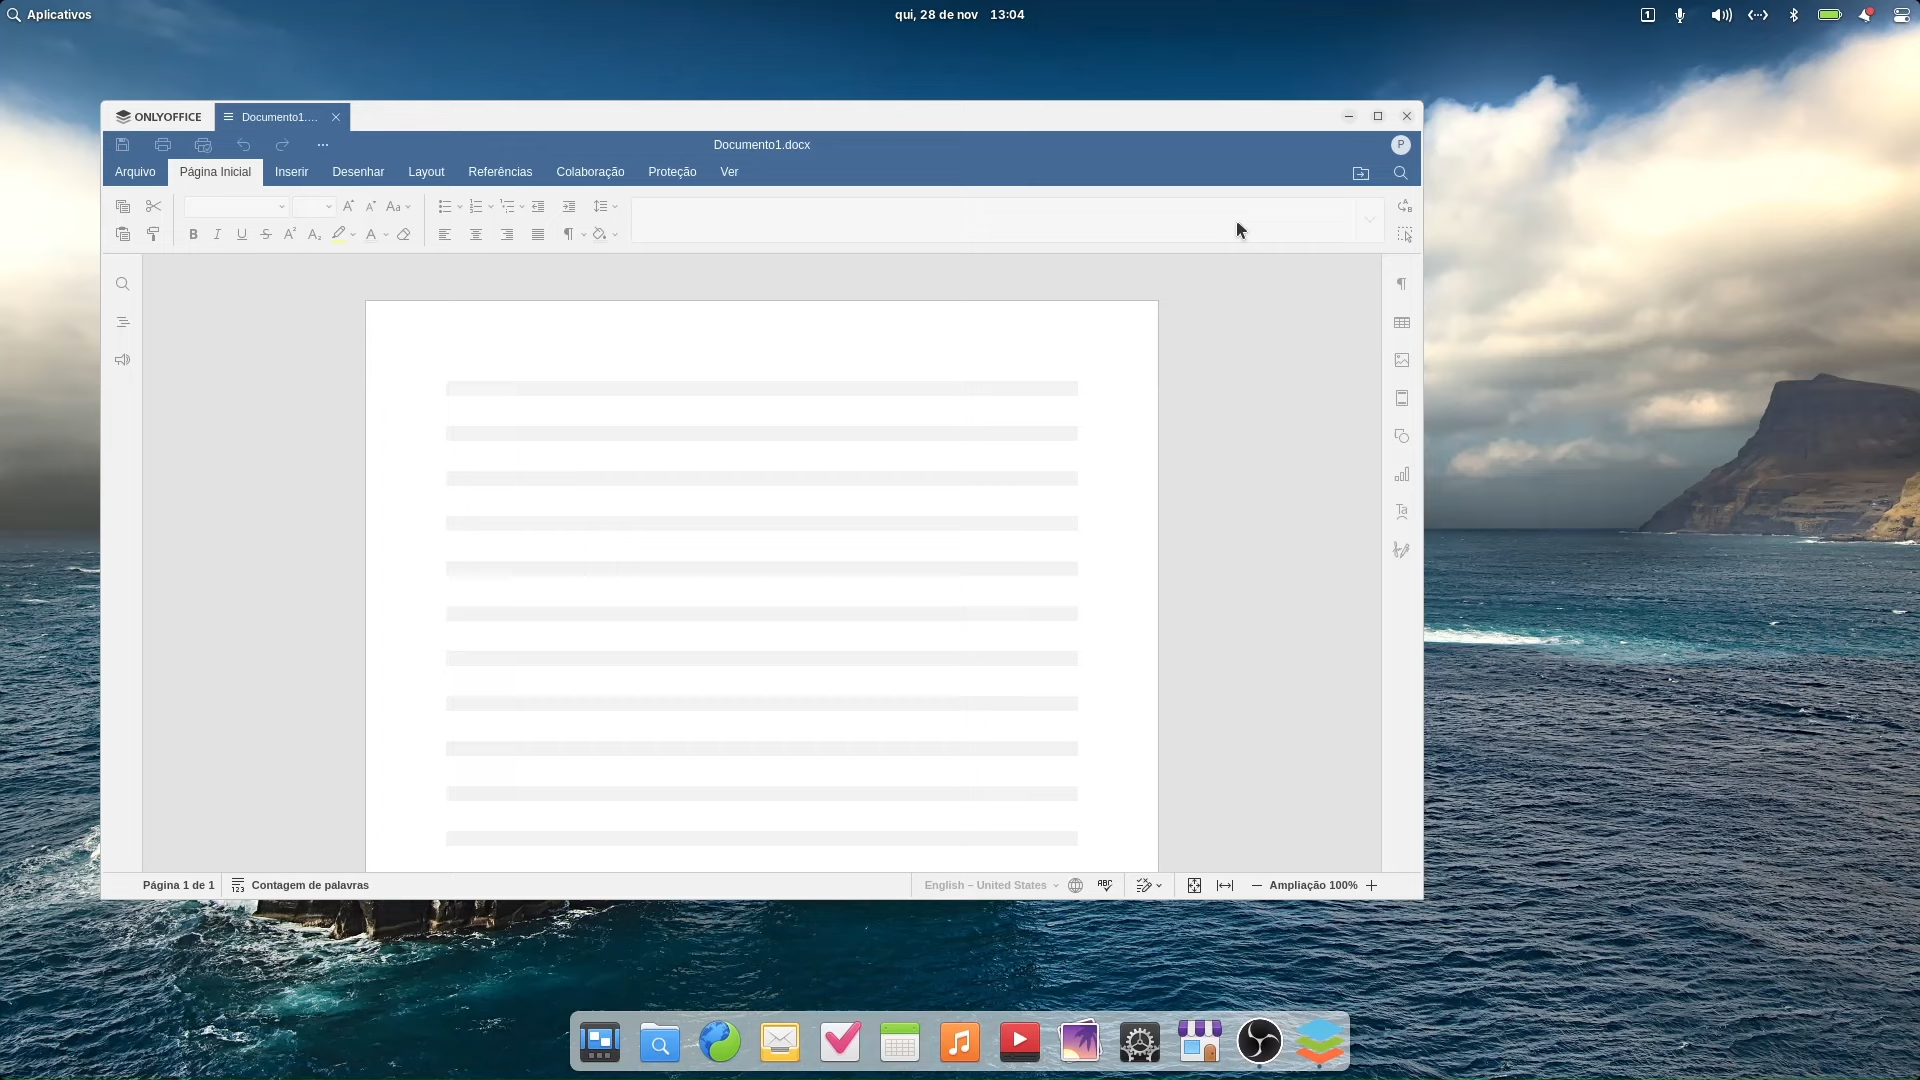 Aplicativos
qui, 28 de nov 13:04
1
ONLYOFFICE
Documento1....
Documento1.docx
P
Arquivo
Página Inicial
Inserir
Desenhar
Layout
Referências
Colaboração
Proteção
Ver
Página 1 de 1
Contagem de palavras
English – United States
Ampliação 100%